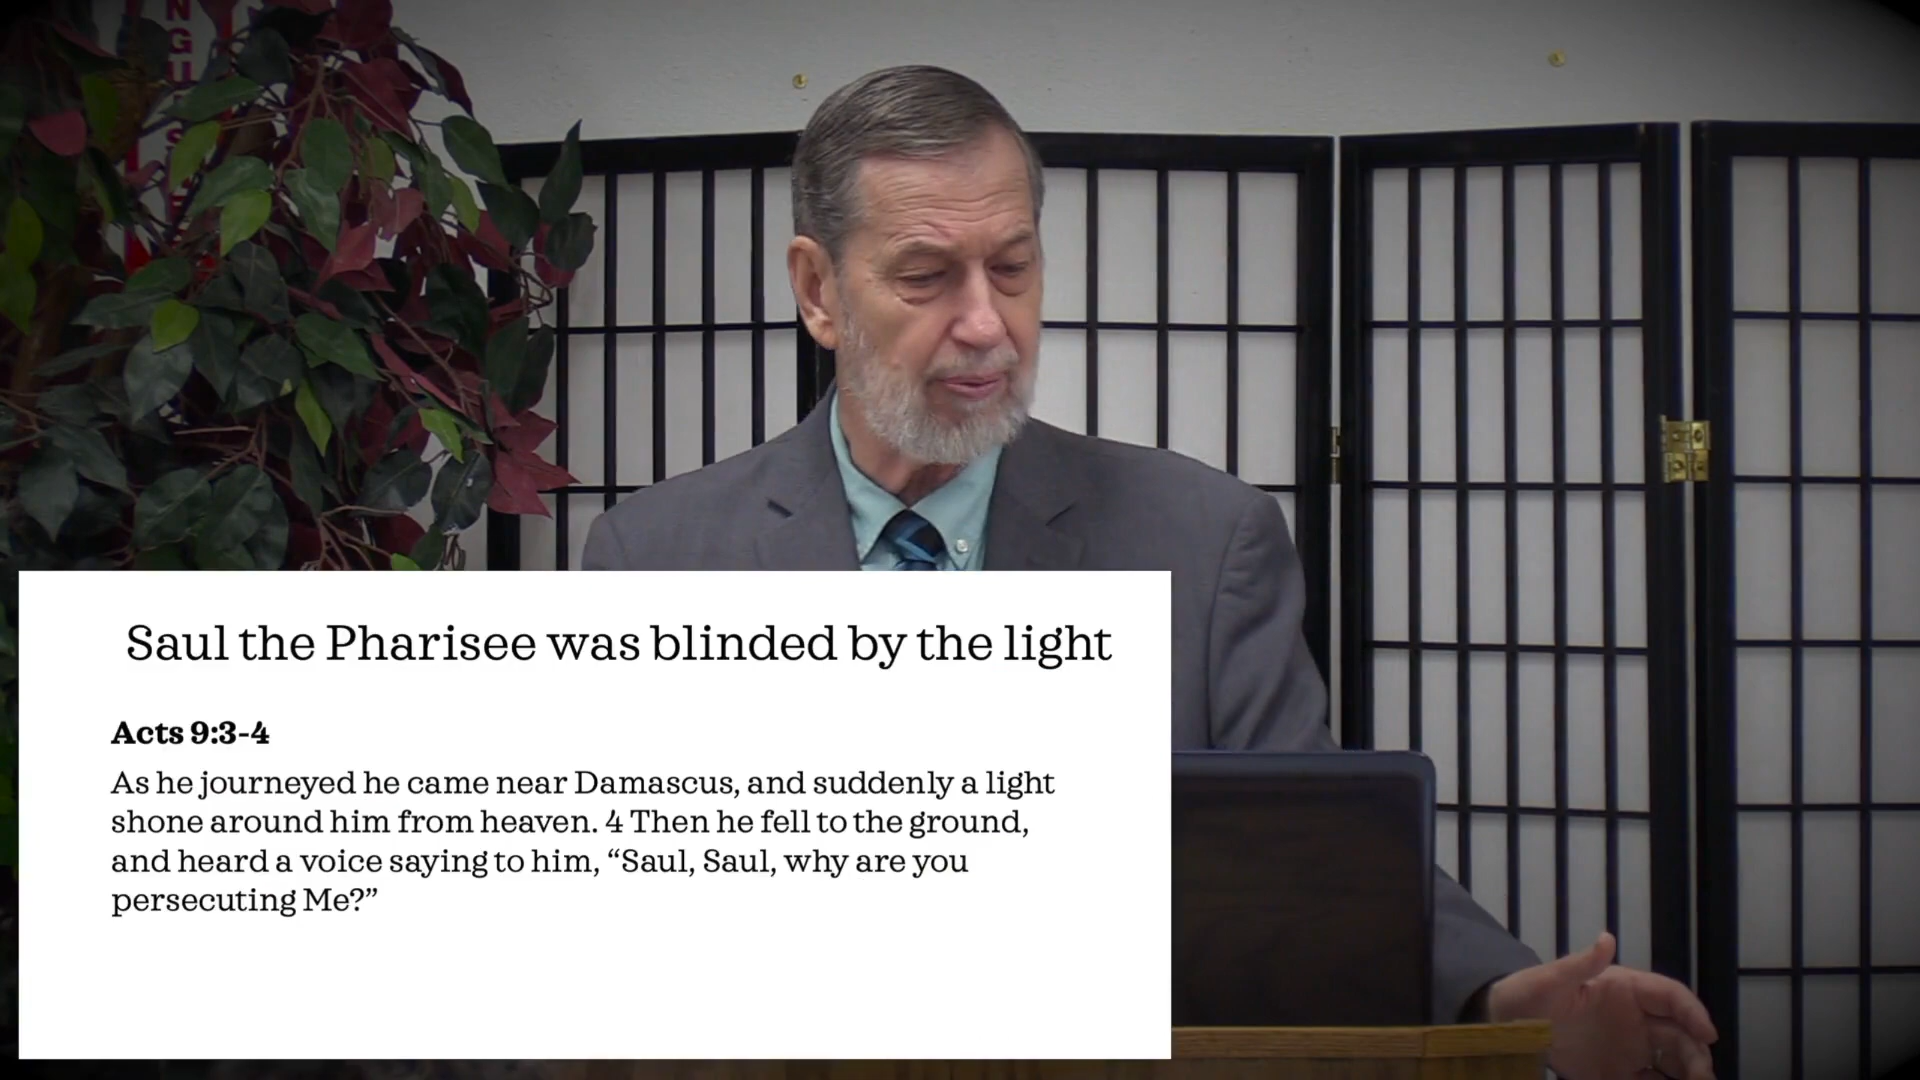 Saul the Pharisee was blinded by the light
Acts 9:3-4
As he journeyed he came near Damascus, and suddenly a light
shone around him from heaven. 4 Then he fell to the ground,
and heard a voice saying to him, “Saul, Saul, why are you
persecuting Me?”